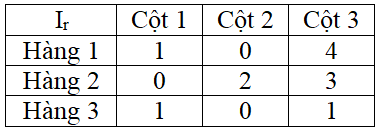 Iᵣ Cột 1 Cột 2 Cột 3
Hàng 1 1 0 4
Hàng 2 0 2 3
Hàng 3 1 0 1